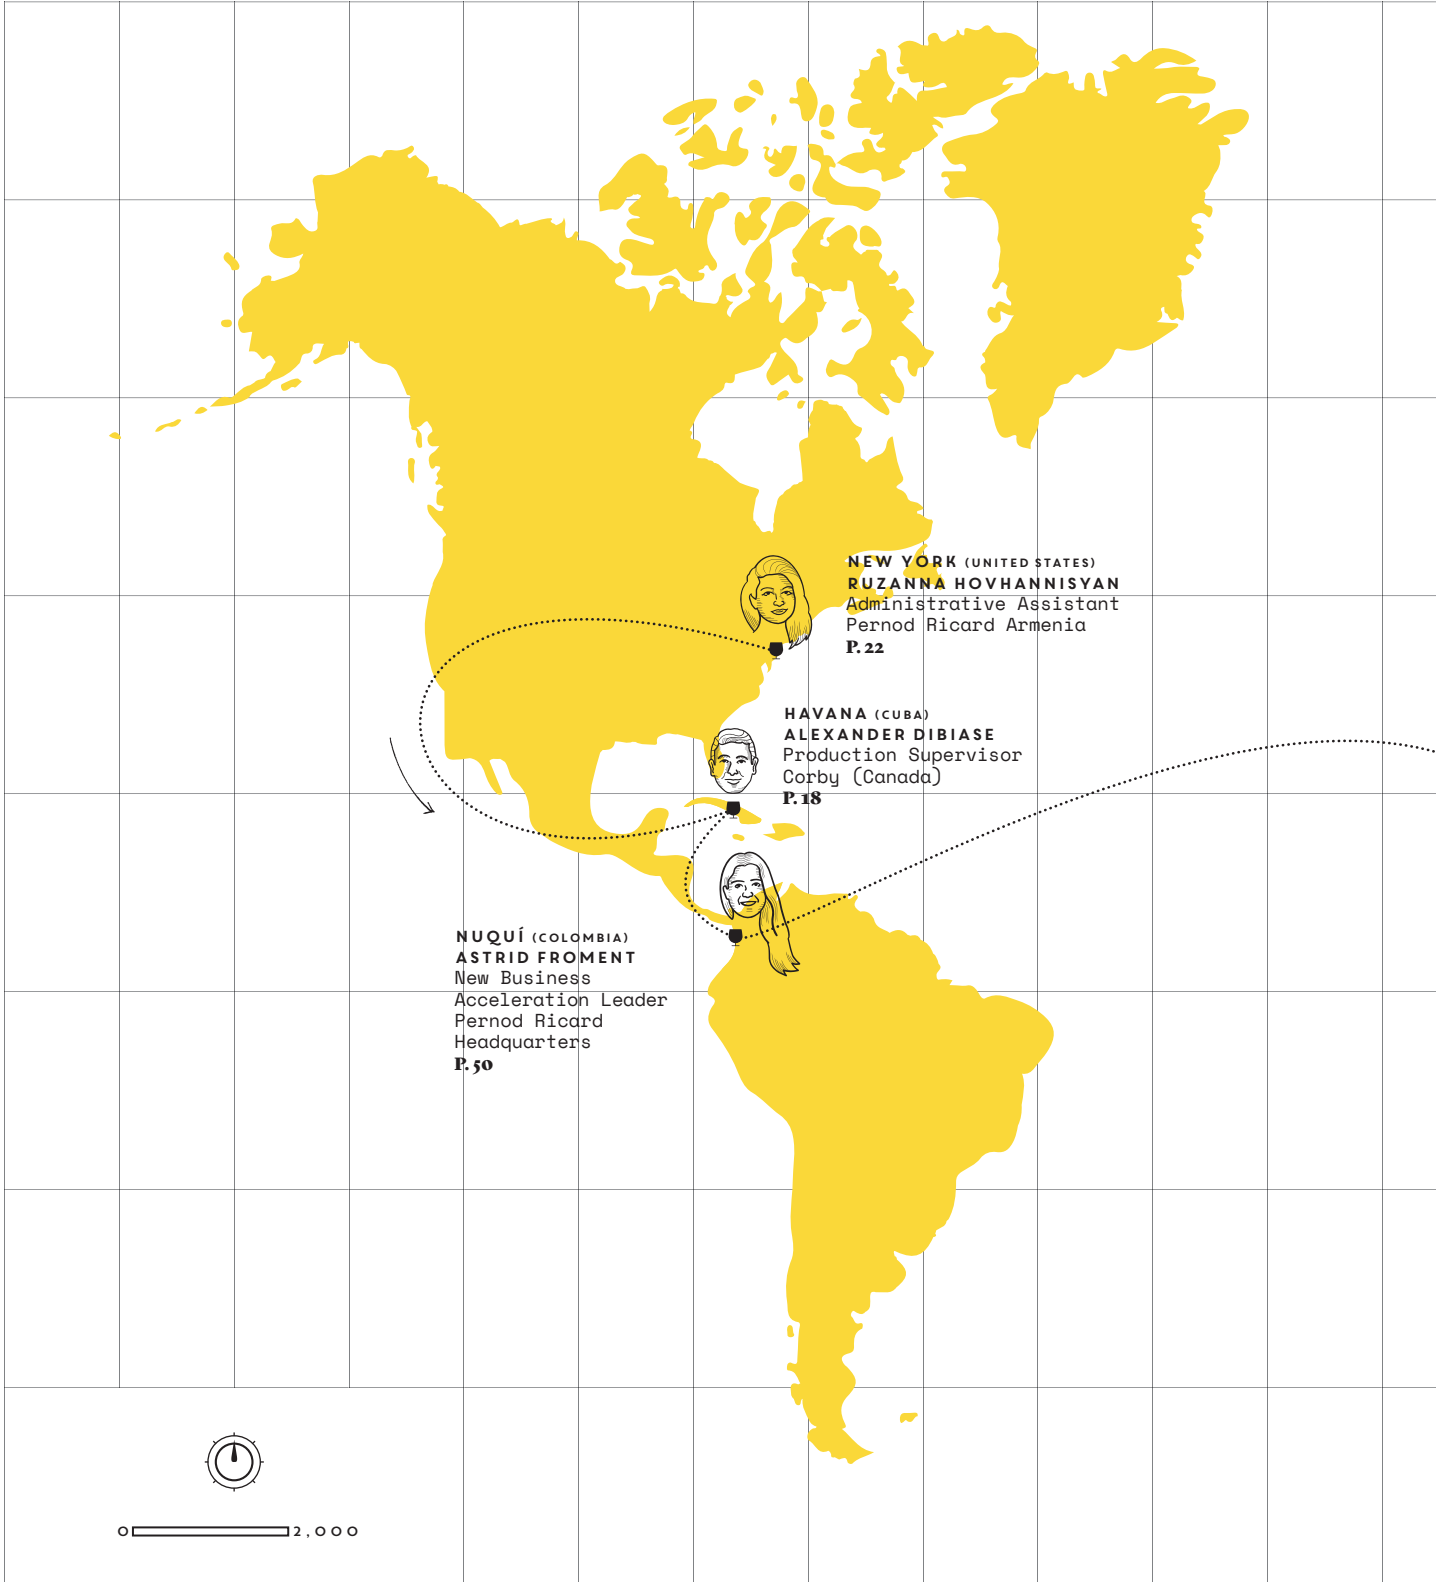 NEW YORK (UNITED STATES)
RUZANNA HOVHANNISYAN
Administrative Assistant
Pernod Ricard Armenia
P. 22
HAVANA (CUBA)
ALEXANDER DIBIASE
Production Supervisor
Corby (Canada)
P. 18
NUQUÍ (COLOMBIA)
ASTRID FROMENT
New Business
Acceleration Leader
Pernod Ricard
Headquarters
P. 50
0 2,000